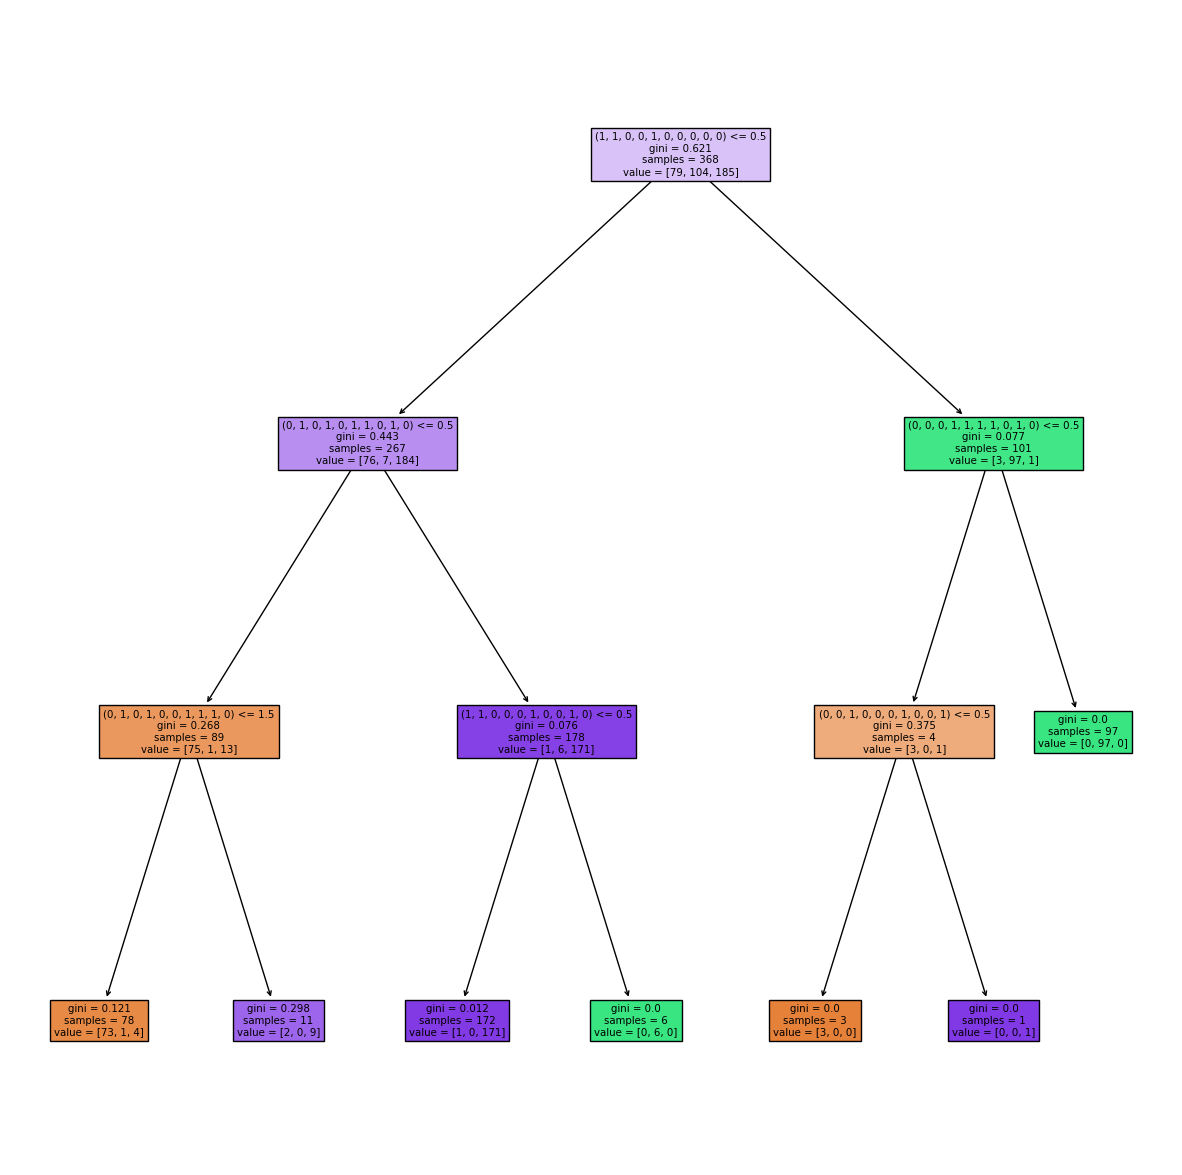 (1, 1, 0, 0, 1, 0, 0, 0, 0, 0) <= 0.5
gini = 0.621
samples = 368
value = [79, 104, 185]
(0, 1, 0, 1, 0, 1, 1, 0, 1, 0) <= 0.5
gini = 0.443
samples = 267
value = [76, 7, 184]
(0, 0, 0, 1, 1, 1, 1, 0, 1, 0) <= 0.5
gini = 0.077
samples = 101
value = [3, 97, 1]
(0, 1, 0, 1, 0, 0, 1, 1, 1, 0) <= 1.5
gini = 0.268
samples = 89
value = [75, 1, 13]
(1, 1, 0, 0, 0, 1, 0, 0, 1, 0) <= 0.5
gini = 0.076
samples = 178
value = [1, 6, 171]
(0, 0, 1, 0, 0, 0, 1, 0, 0, 1) <= 0.5
gini = 0.375
samples = 4
value = [3, 0, 1]
gini = 0.0
samples = 97
value = [0, 97, 0]
gini = 0.121
samples = 78
value = [73, 1, 4]
gini = 0.298
samples = 11
value = [2, 0, 9]
gini = 0.012
samples = 172
value = [1, 0, 171]
gini = 0.0
samples = 6
value = [0, 6, 0]
gini = 0.0
samples = 3
value = [3, 0, 0]
gini = 0.0
samples = 1
value = [0, 0, 1]